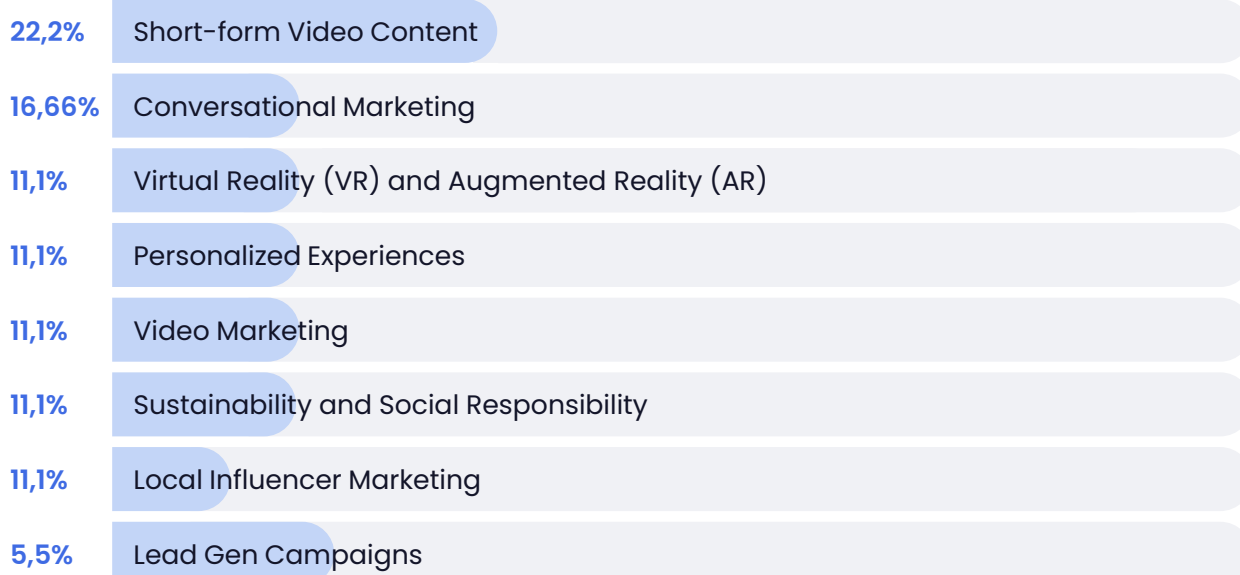 22,2% Short-form Video Content
16,66% Conversational Marketing
11,1% Virtual Reality (VR) and Augmented Reality (AR)
11,1% Personalized Experiences
11,1% Video Marketing
11,1% Sustainability and Social Responsibility
11,1% Local Influencer Marketing
5,5% Lead Gen Campaigns